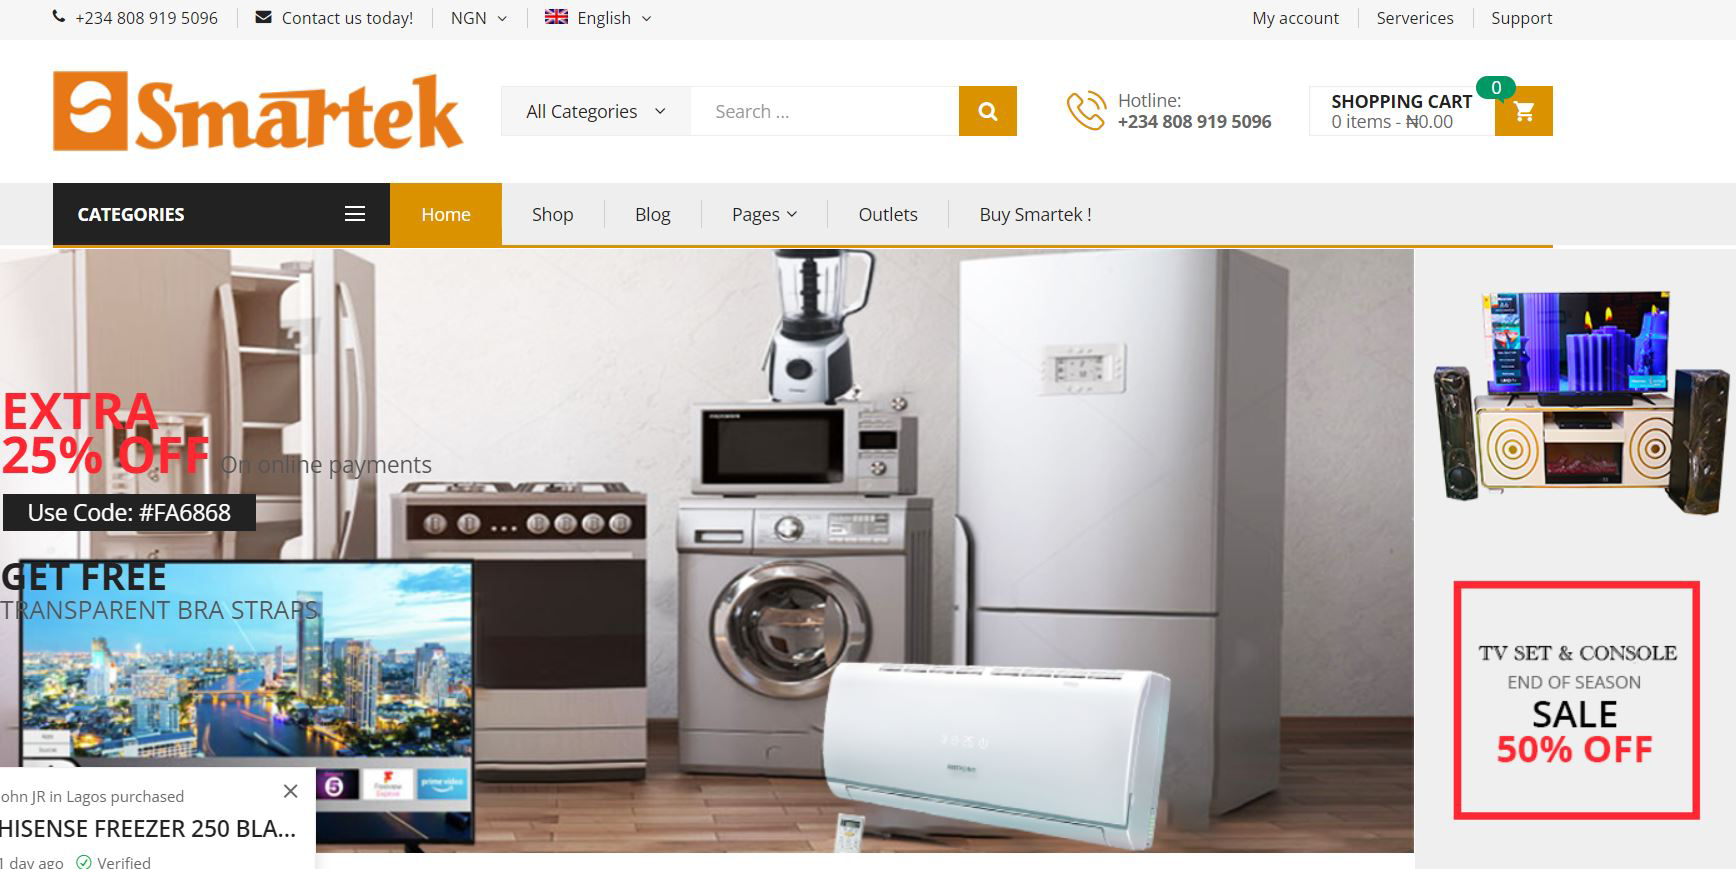 +234 808 919 5096
Contact us today!
NGN
English
My account
Serverices
Support
Smartek
All Categories
Search ...
Hotline:
+234 808 919 5096
SHOPPING CART
0 items - ₦0.00
0
CATEGORIES
Home
Shop
Blog
Pages
Outlets
Buy Smartek !
EXTRA
25% OFF On online payments
Use Code: #FA6868
GET FREE
TRANSPARENT BRA STRAPS
5
prime video
ohn JR in Lagos purchased
HISENSE FREEZER 250 BLA...
1 day ago
Verified
TV SET & CONSOLE
END OF SEASON
SALE
50% OFF